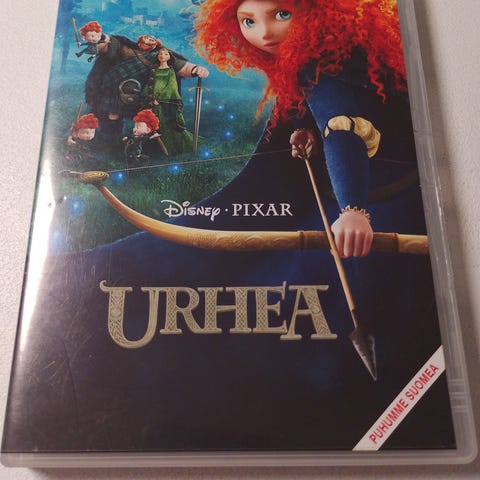 Disney · PIXAR
URHEA
PUHUMME SUOMEA